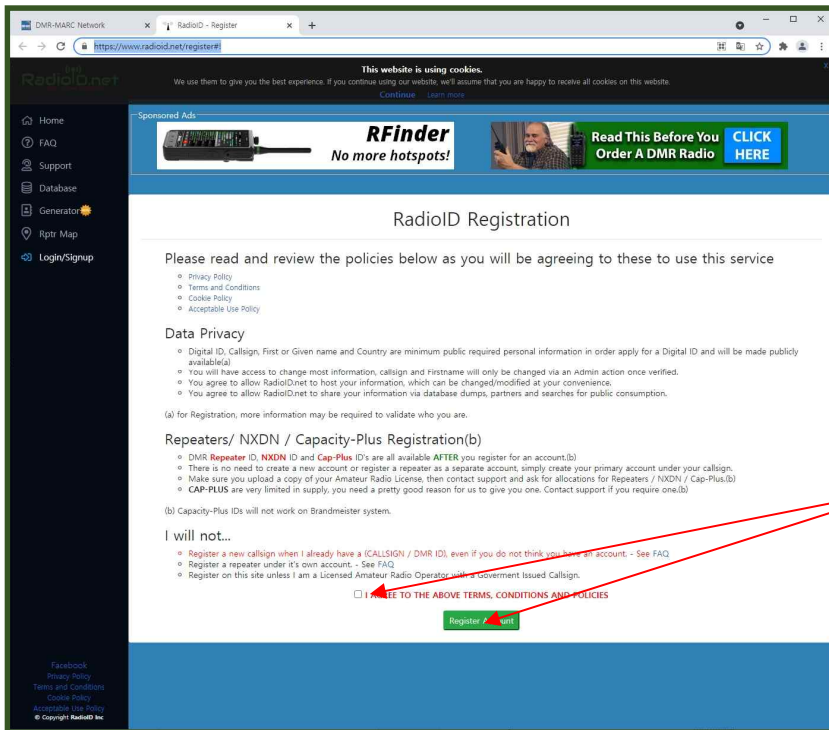 DMR-MARC Network
RadioID - Register
https://www.radioid.net/register#!
RadioID.net
This website is using cookies.
We use them to give you the best experience. If you continue using our website, we'll assume that you are happy to receive all cookies on this website.
Continue Learn more
X
Home
FAQ
Support
Database
Generator
Rptr Map
Login/Signup
Sponsored Ads
RFinder
No more hotspots!
Read This Before You
Order A DMR Radio
CLICK
HERE
RadioID Registration
Please read and review the policies below as you will be agreeing to these to use this service
Privacy Policy
Terms and Conditions
Cookie Policy
Acceptable Use Policy
Data Privacy
Digital ID, Callsign, First or Given name and Country are minimum public required personal information in order apply for a Digital ID and will be made publicly
available(a)
You will have access to change most information, callsign and Firstname will only be changed via an Admin action once verified.
You agree to allow RadioID.net to host your information, which can be changed/modified at your convenience.
You agree to allow RadioID.net to share your information via database dumps, partners and searches for public consumption.
(a) for Registration, more information may be required to validate who you are.
Repeaters/ NXDN / Capacity-Plus Registration(b)
DMR Repeater ID, NXDN ID and Cap-Plus ID's are all available AFTER you register for an account.(b)
There is no need to create a new account or register a repeater as a separate account, simply create your primary account under your callsign.
Make sure you upload a copy of your Amateur Radio License, then contact support and ask for allocations for Repeaters / NXDN / Cap-Plus.(b)
CAP-PLUS are very limited in supply, you need a pretty good reason for us to give you one. Contact support if you require one.(b)
(b) Capacity-Plus IDs will not work on Brandmeister system.
I will not...
Register a new callsign when I already have a (CALLSIGN / DMR ID), even if you do not think you have an account. - See FAQ
Register a repeater under it's own account. - See FAQ
Register on this site unless I am a Licensed Amateur Radio Operator with a Goverment Issued Callsign.
I AGREE TO THE ABOVE TERMS, CONDITIONS AND POLICIES
Register Account
Facebook
Privacy Policy
Terms and Conditions
Cookie Policy
Acceptable Use Policy
© Copyright RadioID Inc